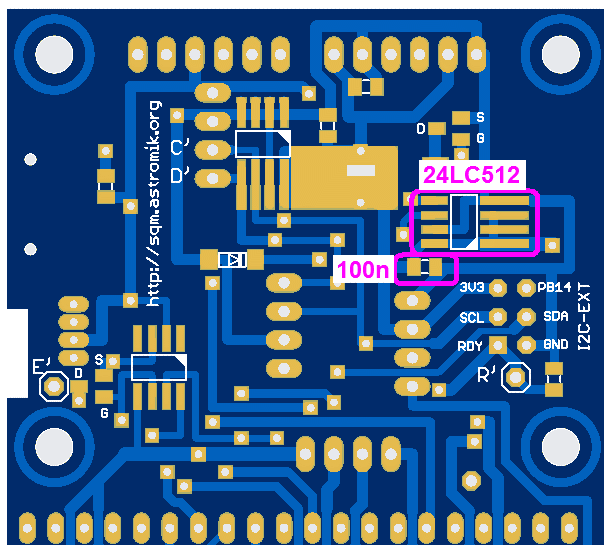 http://sqm.astromik.org
C'
D'
D
S
G
24LC512
100n
3V3
PB14
SCL
SDA
RDY
GND
I2C-EXT
R'
E'
D
S
G